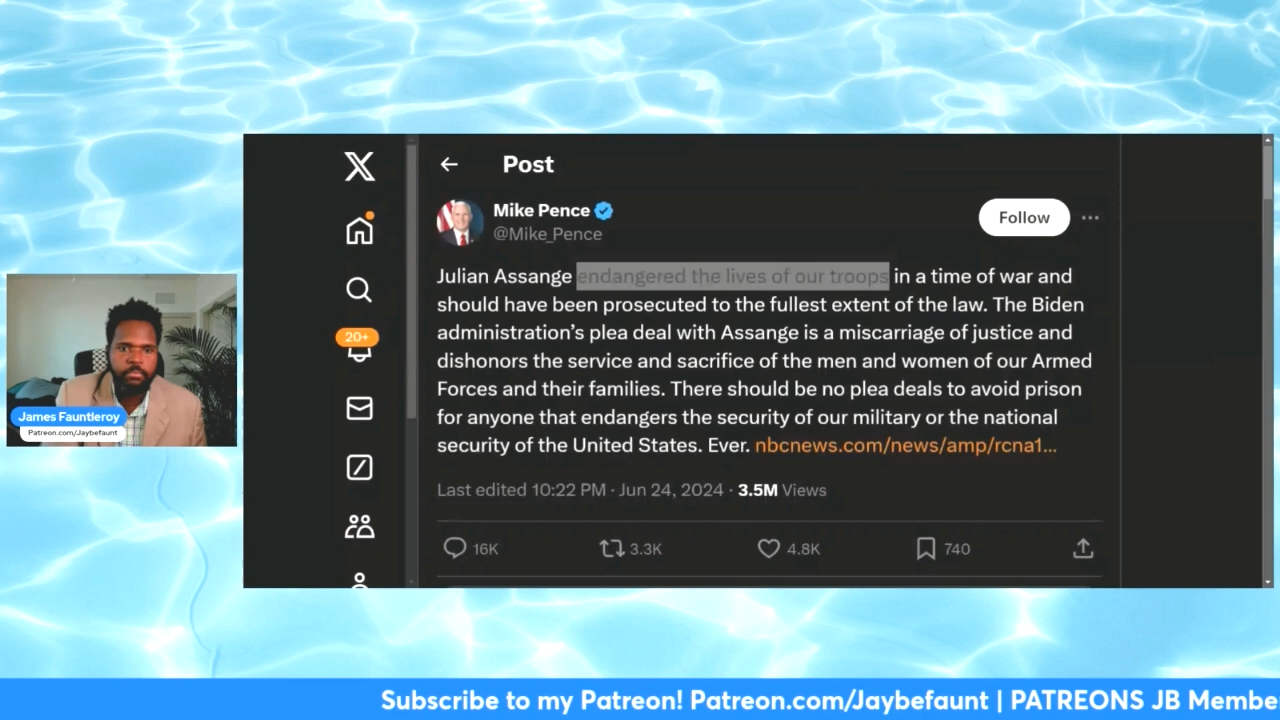 Post
Mike Pence
@Mike_Pence
Follow
Julian Assange endangered the lives of our troops in a time of war and
should have been prosecuted to the fullest extent of the law. The Biden
administration’s plea deal with Assange is a miscarriage of justice and
dishonors the service and sacrifice of the men and women of our Armed
Forces and their families. There should be no plea deals to avoid prison
for anyone that endangers the security of our military or the national
security of the United States. Ever. nbcnews.com/news/amp/rcna1...
Last edited 10:22 PM · Jun 24, 2024 · 3.5M Views
16K 3.3K 4.8K 740
20+
James Fauntleroy
Patreon.com/Jaybefaunt
Subscribe to my Patreon! Patreon.com/Jaybefaunt | PATREONS JB Membe